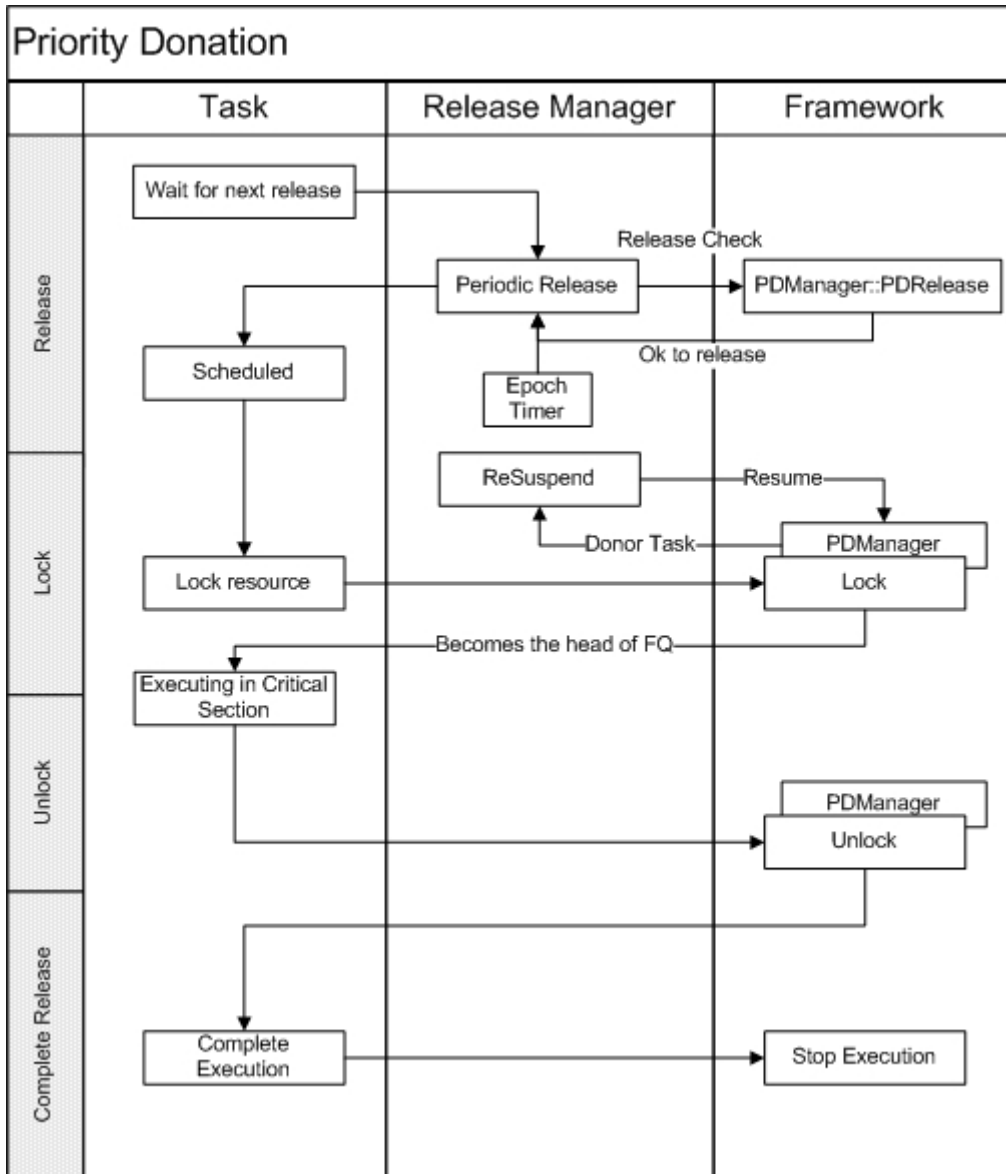 Priority Donation
Task
Release Manager
Framework
Release
Wait for next release
Release Check
Periodic Release
PDManager::PDRelease
Ok to release
Scheduled
Epoch
Timer
Lock
ReSuspend
Resume
Donor Task
PDManager
Lock resource
Lock
Becomes the head of FQ
Executing in Critical
Section
Unlock
PDManager
Unlock
Complete Release
Complete
Execution
Stop Execution